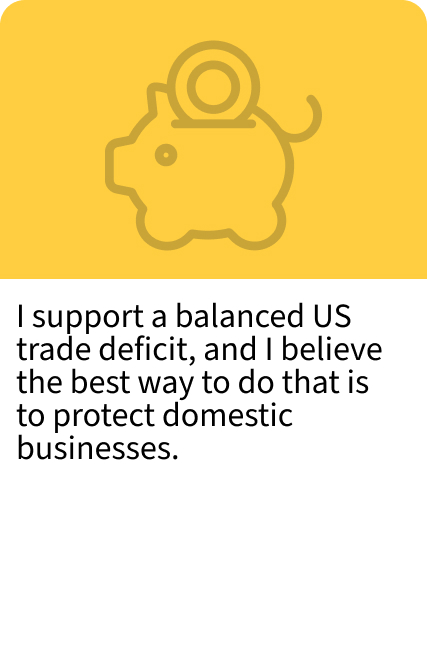 I support a balanced US
trade deficit, and I believe
the best way to do that is
to protect domestic
businesses.